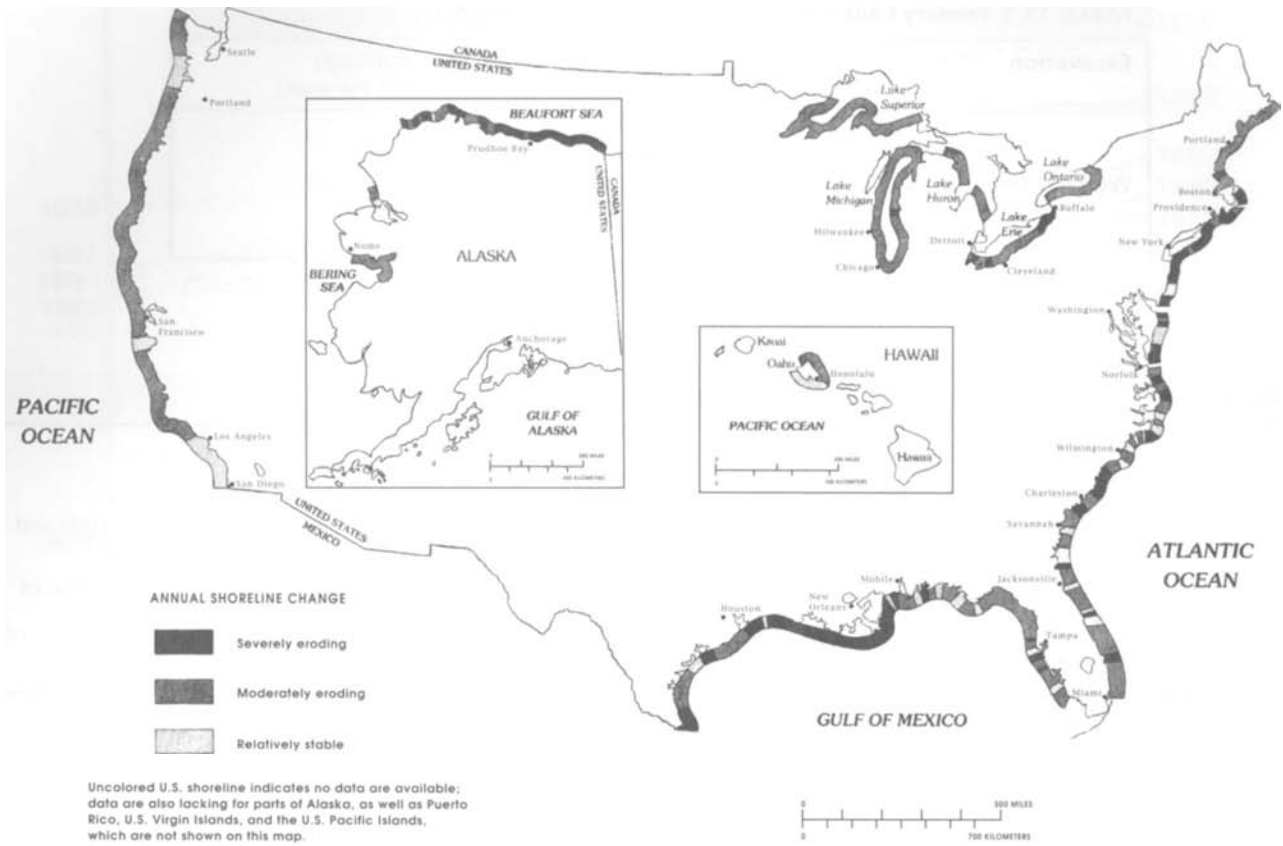 CANADA
UNITED STATES
Seatle
Portland
San
Francisco
Los Angeles
San Diego
PACIFIC
OCEAN
UNITED STATES
MEXICO
BEAUFORT SEA
Prudhoe Bay
CANADA
UNITED STATES
Nome
ALASKA
BERING
SEA
Anchorage
GULF OF
ALASKA
Kauai
Oahu
HAWAII
Honolulu
PACIFIC OCEAN
Hawaii
Lake
Superior
Lake
Michigan
Lake
Huron
Lake
Ontario
Lake
Erie
Milwaukee
Chicago
Detroit
Cleveland
Buffalo
Portland
Boston
Providence
New York
Washington
Norfolk
Wilmington
Charleston
Savannah
Jacksonville
ATLANTIC
OCEAN
Mobile
New
Orleans
Houston
Tampa
Miami
GULF OF MEXICO
ANNUAL SHORELINE CHANGE
Severely eroding
Moderately eroding
Relatively stable
Uncolored U.S. shoreline indicates no data are available;
data are also lacking for parts of Alaska, as well as Puerto
Rico, U.S. Virgin Islands, and the U.S. Pacific Islands,
which are not shown on this map.
0 500 MILES
0 700 KILOMETERS